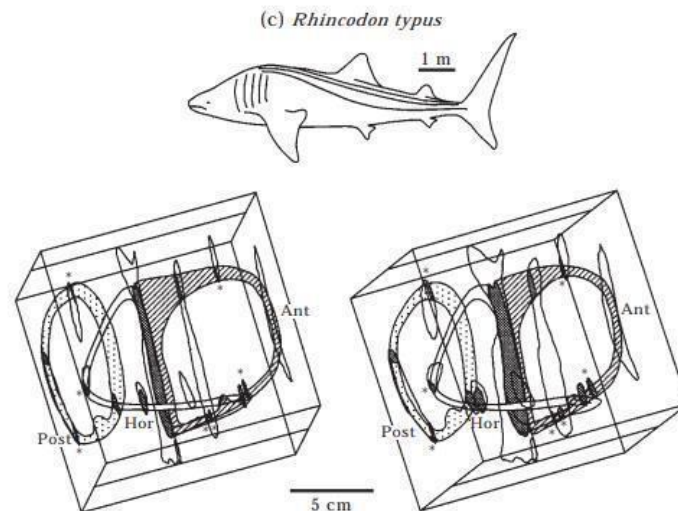 (c) Rhincodon typus
1 m
Ant
Post
Hor
Ant
Post
Hor
5 cm